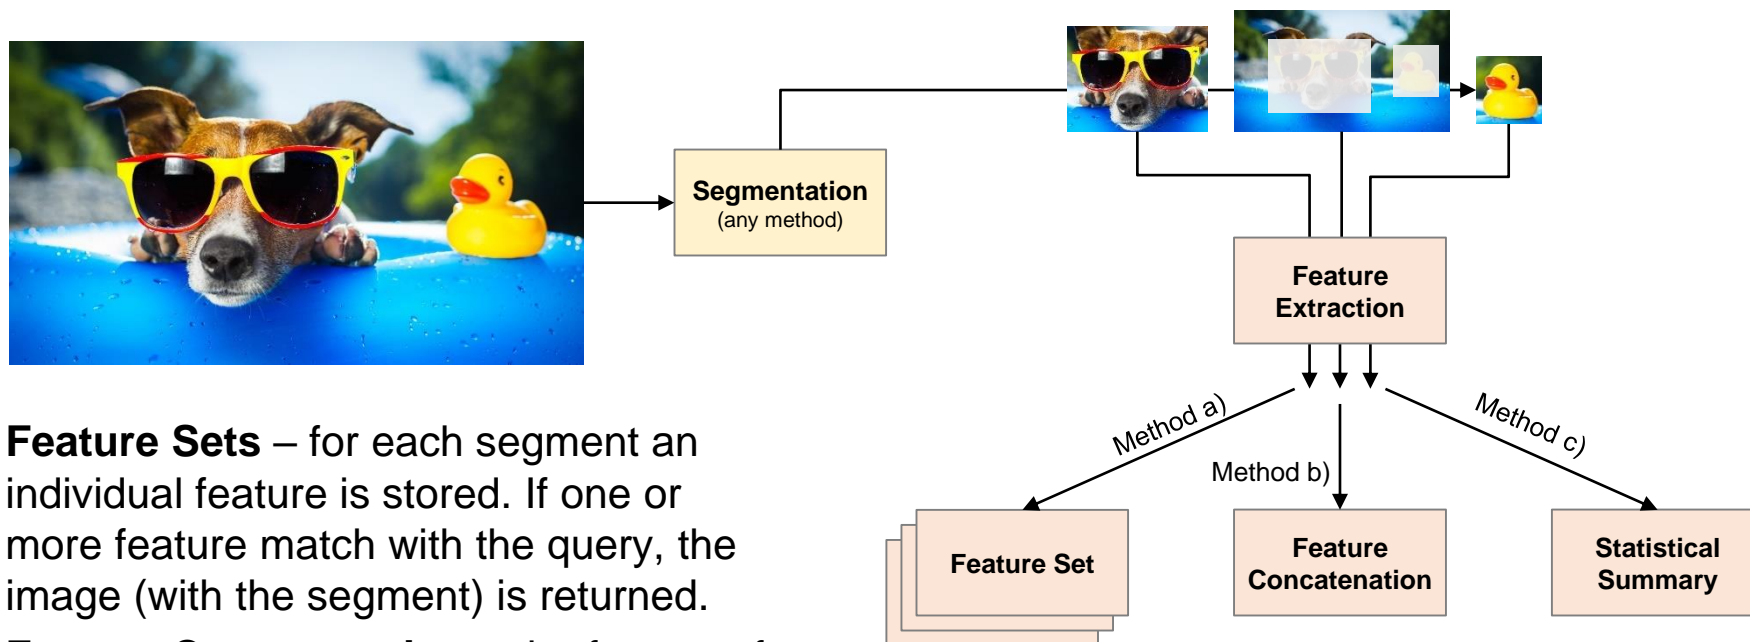 Segmentation
(any method)
Feature
Extraction
Method a)
Method b)
Method c)
Feature Set
Feature
Concatenation
Statistical
Summary
Feature Sets – for each segment an
individual feature is stored. If one or
more feature match with the query, the
image (with the segment) is returned.